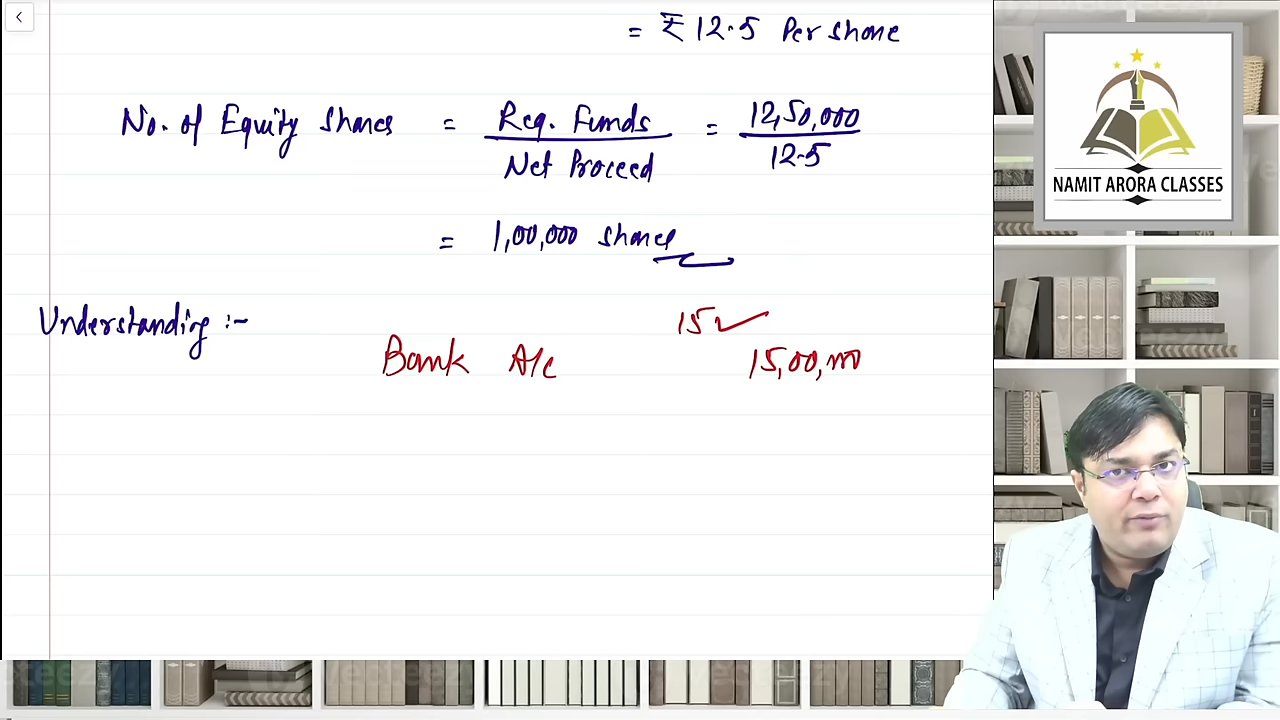 = ₹ 12.5 Per share
No. of Equity Shares = Req. Funds / Net Proceed = 12,50,000 / 12.5
= 1,00,000 shares
Understanding :-
15 ✓
Bank A/c 15,00,000
NAMIT ARORA CLASSES